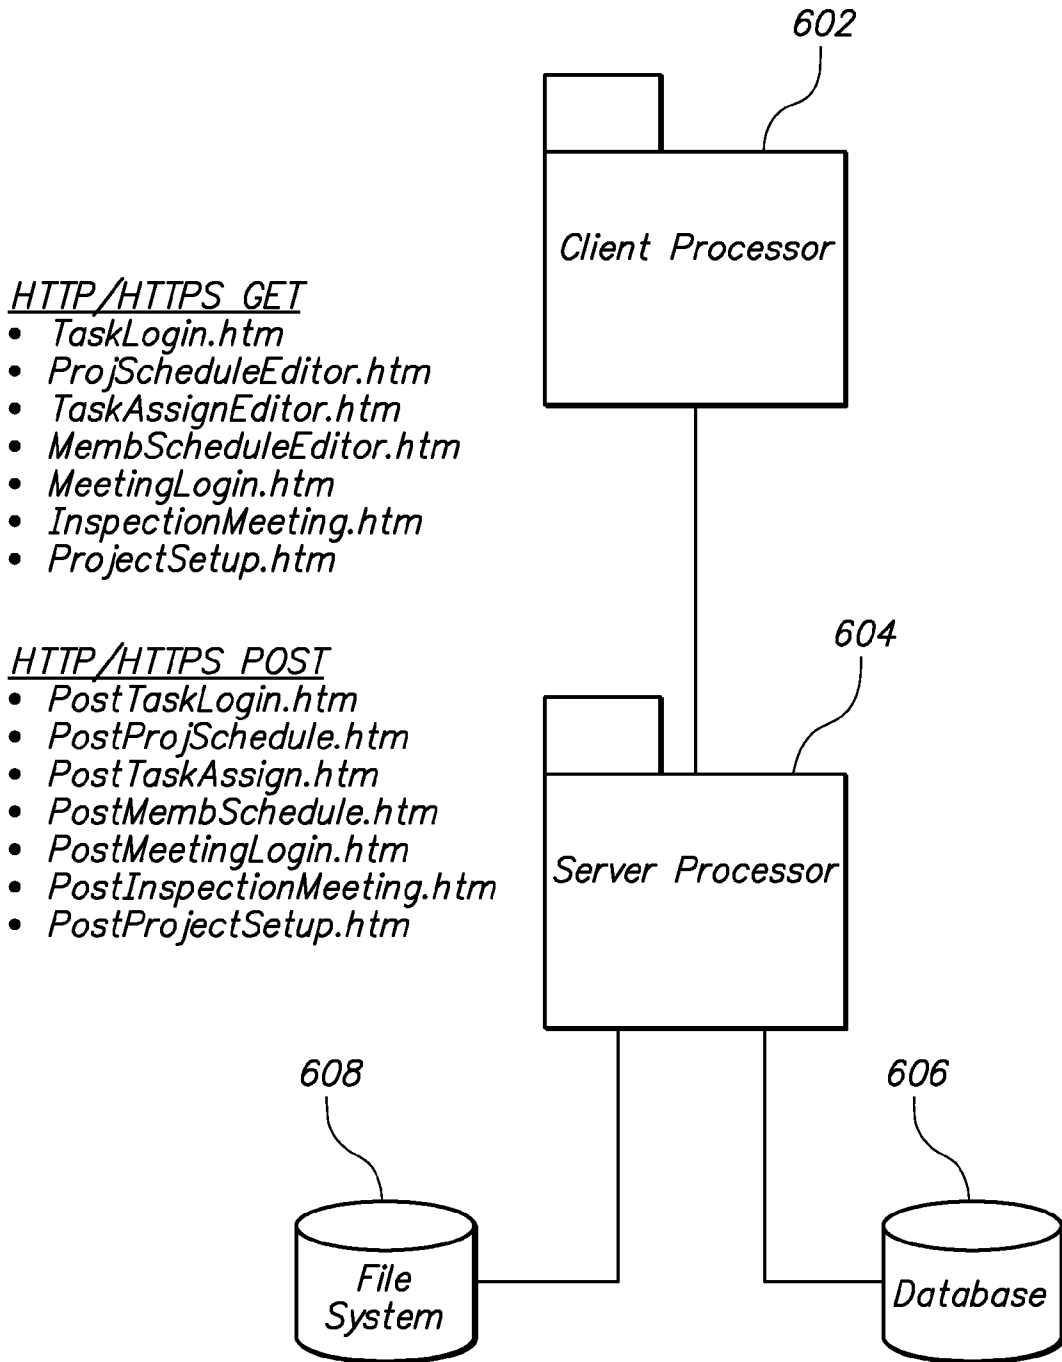 602
Client Processor
HTTP/HTTPS GET
• TaskLogin.htm
• ProjScheduleEditor.htm
• TaskAssignEditor.htm
• MembScheduleEditor.htm
• MeetingLogin.htm
• InspectionMeeting.htm
• ProjectSetup.htm
604
HTTP/HTTPS POST
• PostTaskLogin.htm
• PostProjSchedule.htm
• PostTaskAssign.htm
• PostMembSchedule.htm
• PostMeetingLogin.htm
• PostInspectionMeeting.htm
• PostProjectSetup.htm
Server Processor
608
606
File
System
Database